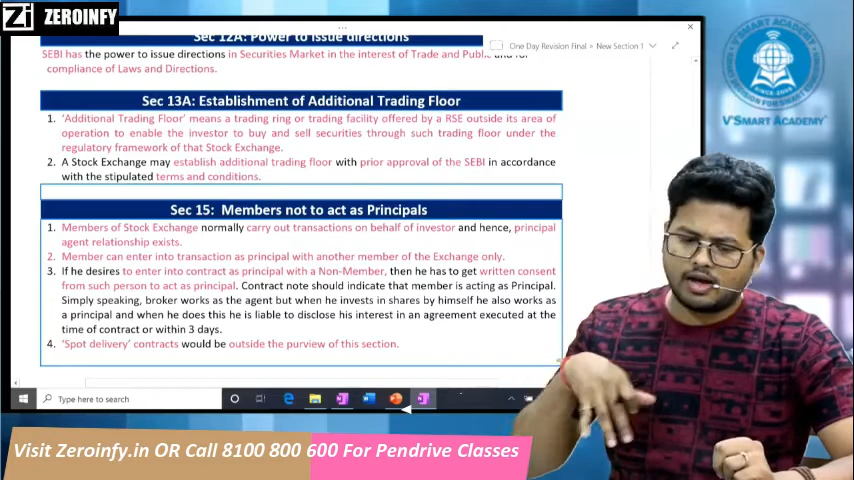 Zi ZEROINFY
Sec 12A: Power to issue directions
SEBI has the power to issue directions in Securities Market in the interest of Trade and Public and for
compliance of Laws and Directions.
One Day Revision Final > New Section 1
V'SMART ACADEMY
V'SMART ACADEMY
Sec 13A: Establishment of Additional Trading Floor
1. 'Additional Trading Floor' means a trading ring or trading facility offered by a RSE outside its area of
operation to enable the investor to buy and sell securities through such trading floor under the
regulatory framework of that Stock Exchange.
2. A Stock Exchange may establish additional trading floor with prior approval of the SEBI in accordance
with the stipulated terms and conditions.
Sec 15: Members not to act as Principals
1. Members of Stock Exchange normally carry out transactions on behalf of investor and hence, principal
agent relationship exists.
2. Member can enter into transaction as principal with another member of the Exchange only.
3. If he desires to enter into contract as principal with a Non-Member, then he has to get written consent
from such person to act as principal. Contract note should indicate that member is acting as Principal.
Simply speaking, broker works as the agent but when he invests in shares by himself he also works as
a principal and when he does this he is liable to disclose his interest in an agreement executed at the
time of contract or within 3 days.
4. 'Spot delivery' contracts would be outside the purview of this section.
Type here to search
Visit Zeroinfy.in OR Call 8100 800 600 For Pendrive Classes